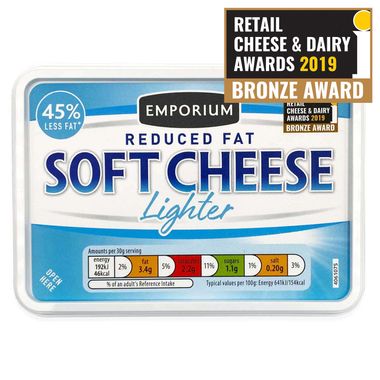 RETAIL
CHEESE & DAIRY
AWARDS 2019
BRONZE AWARD
45%
LESS FAT*
EMPORIUM
RETAIL
CHEESE & DAIRY
AWARDS 2019
BRONZE AWARD
REDUCED FAT
SOFT CHEESE
Lighter
OPEN
HERE
Amounts per 30g serving
energy
192kJ
46kcal
2%
fat
3.4g
5%
saturates
2.2g
11%
sugars
1.1g
1%
salt
0.20g
3%
% of an adult's Reference Intake
Typical values per 100g: Energy 641kJ/154kcal